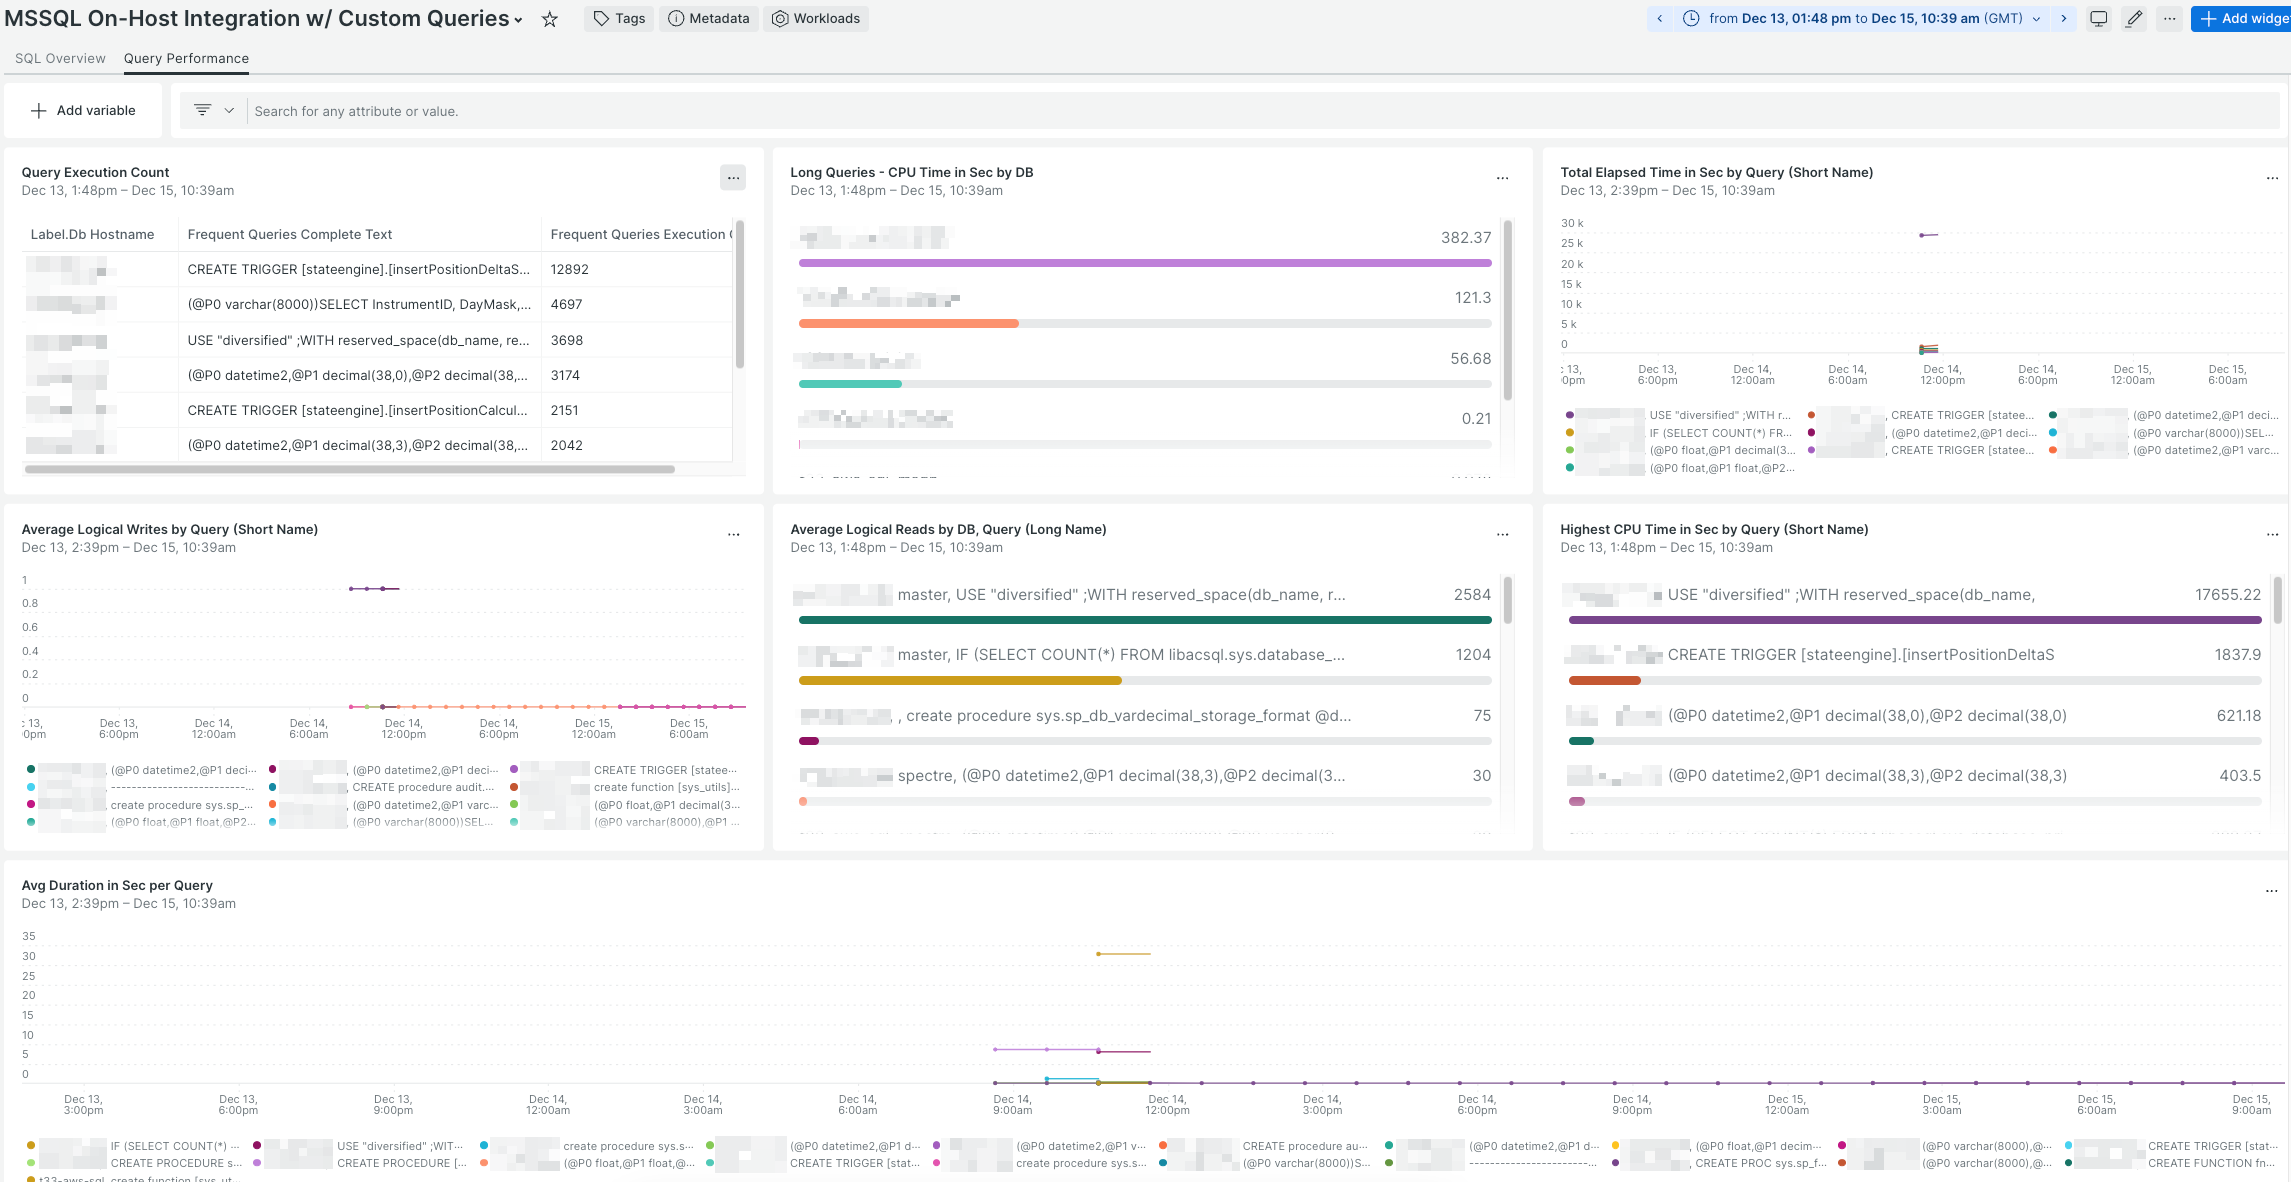 MSSQL On-Host Integration w/ Custom Queries
Tags
Metadata
Workloads
from Dec 13, 01:48 pm to Dec 15, 10:39 am (GMT)
Add widge
SQL Overview
Query Performance
Add variable
Search for any attribute or value.
Query Execution Count
Dec 13, 1:48pm – Dec 15, 10:39am
Label.Db Hostname Frequent Queries Complete Text Frequent Queries Execution
CREATE TRIGGER [stateengine].[insertPositionDeltaS... 12892
(@P0 varchar(8000))SELECT InstrumentID, DayMask,... 4697
USE "diversified" ;WITH reserved_space(db_name, re... 3698
(@P0 datetime2,@P1 decimal(38,0),@P2 decimal(38,... 3174
CREATE TRIGGER [stateengine].[insertPositionCalcul... 2151
(@P0 datetime2,@P1 decimal(38,3),@P2 decimal(38,... 2042
Long Queries - CPU Time in Sec by DB
Dec 13, 1:48pm – Dec 15, 10:39am
382.37
121.3
56.68
0.21
Total Elapsed Time in Sec by Query (Short Name)
Dec 13, 2:39pm – Dec 15, 10:39am
30 k
25 k
20 k
15 k
10 k
5 k
0
c 13, Dec 13, Dec 14, Dec 14, Dec 14, Dec 14, Dec 15, Dec 15,
0pm 6:00pm 12:00am 6:00am 12:00pm 6:00pm 12:00am 6:00am
USE "diversified" ;WITH r... , CREATE TRIGGER [statee... , (@P0 datetime2,@P1 deci...
IF (SELECT COUNT(*) FR... , (@P0 datetime2,@P1 deci... , (@P0 varchar(8000))SEL...
(@P0 float,@P1 decimal(3... , CREATE TRIGGER [statee... , (@P0 datetime2,@P1 varc...
(@P0 float,@P1 float,@P2...
Average Logical Writes by Query (Short Name)
Dec 13, 2:39pm – Dec 15, 10:39am
1
0.8
0.6
0.4
0.2
0
c 13, Dec 13, Dec 14, Dec 14, Dec 14, Dec 14, Dec 15, Dec 15,
0pm 6:00pm 12:00am 6:00am 12:00pm 6:00pm 12:00am 6:00am
, (@P0 datetime2,@P1 deci... , (@P0 datetime2,@P1 deci... CREATE TRIGGER [statee...
, -------------------------... , CREATE procedure audit.... create function [sys_utils]...
, create procedure sys.sp_... , (@P0 datetime2,@P1 varc... (@P0 float,@P1 decimal(3...
, (@P0 float,@P1 float,@P2... , (@P0 varchar(8000))SEL... (@P0 varchar(8000),@P1 ...
Average Logical Reads by DB, Query (Long Name)
Dec 13, 1:48pm – Dec 15, 10:39am
master, USE "diversified" ;WITH reserved_space(db_name, r... 2584
master, IF (SELECT COUNT(*) FROM libacsql.sys.database_... 1204
, , create procedure sys.sp_db_vardecimal_storage_format @d... 75
spectre, (@P0 datetime2,@P1 decimal(38,3),@P2 decimal(3... 30
Highest CPU Time in Sec by Query (Short Name)
Dec 13, 1:48pm – Dec 15, 10:39am
USE "diversified" ;WITH reserved_space(db_name, 17655.22
CREATE TRIGGER [stateengine].[insertPositionDeltaS 1837.9
(@P0 datetime2,@P1 decimal(38,0),@P2 decimal(38,0) 621.18
(@P0 datetime2,@P1 decimal(38,3),@P2 decimal(38,3) 403.5
Avg Duration in Sec per Query
Dec 13, 2:39pm – Dec 15, 10:39am
35
30
25
20
15
10
5
0
Dec 13, Dec 13, Dec 13, Dec 14, Dec 14, Dec 14, Dec 14, Dec 14, Dec 14, Dec 14, Dec 14, Dec 15, Dec 15, Dec 15, Dec 15,
3:00pm 6:00pm 9:00pm 12:00am 3:00am 6:00am 9:00am 12:00pm 3:00pm 6:00pm 9:00pm 12:00am 3:00am 6:00am 9:00am
IF (SELECT COUNT(*) ... USE "diversified" ;WIT... create procedure sys.s... (@P0 datetime2,@P1 d... (@P0 datetime2,@P1 v... CREATE procedure au... (@P0 datetime2,@P1 d... , (@P0 float,@P1 decim... (@P0 varchar(8000),@... CREATE TRIGGER [stat...
CREATE PROCEDURE s... CREATE PROCEDURE [... (@P0 float,@P1 float,@... CREATE TRIGGER [stat... create procedure sys.s... (@P0 varchar(8000))S... -----------------------... , CREATE PROC sys.sp_f... (@P0 varchar(8000),@... CREATE FUNCTION fn...
t33-aws-sql, create function [sys_ut...